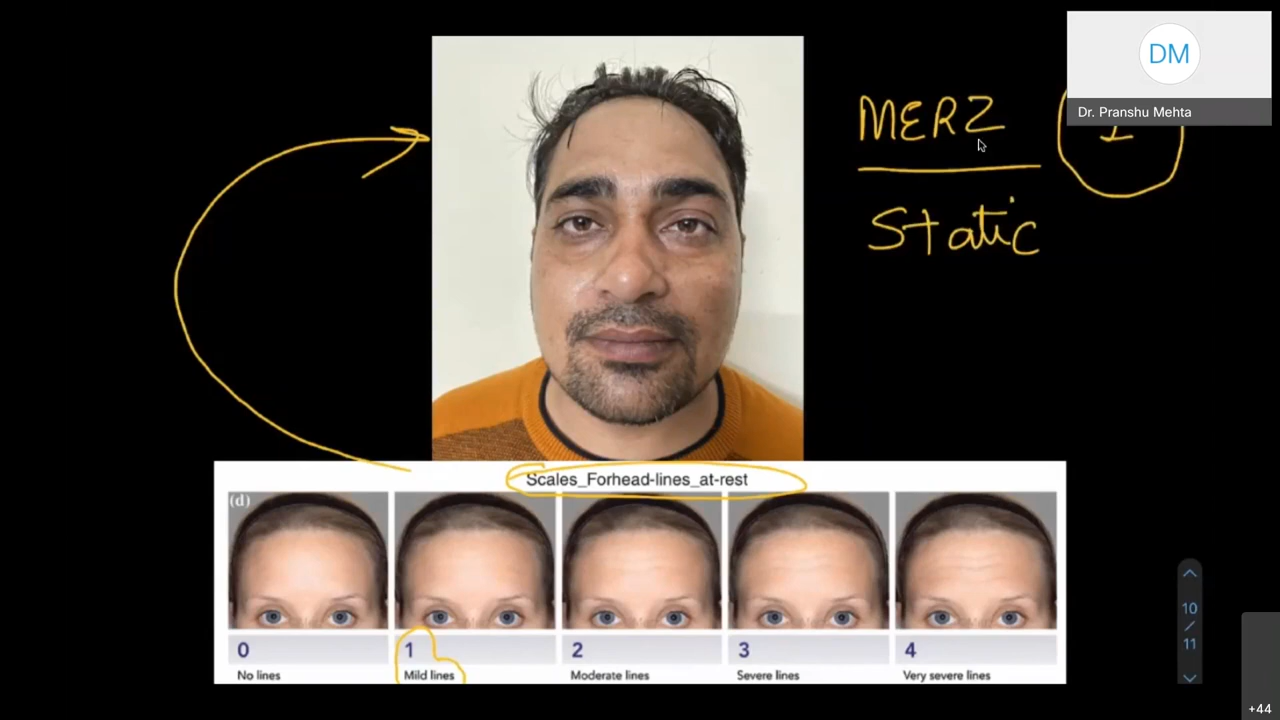 DM
Dr. Pranshu Mehta
MERZ
1
Static
Scales_Forhead-lines_at-rest
(d)
0
1
2
3
4
No lines
Mild lines
Moderate lines
Severe lines
Very severe lines
10
/
11
+44